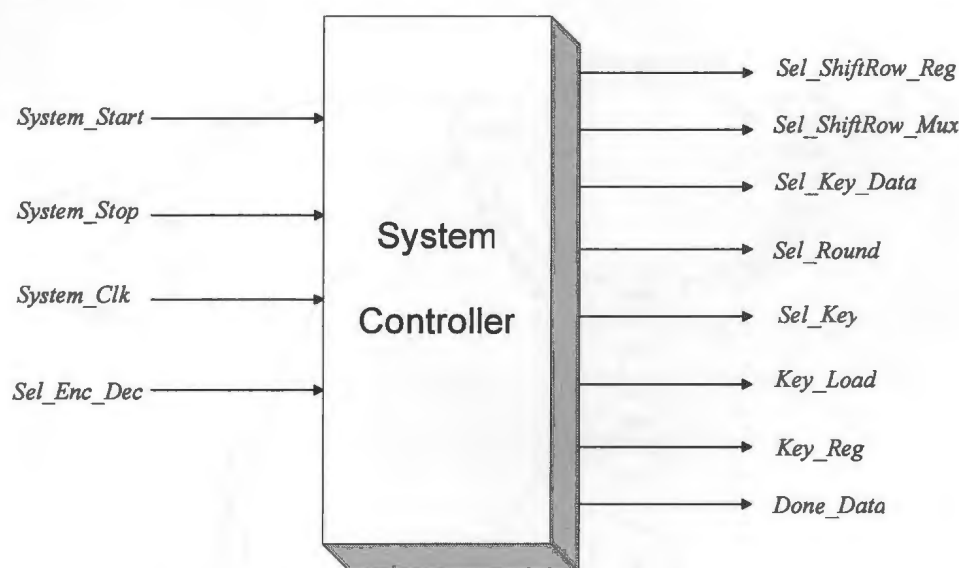 System_Start
System_Stop
System_Clk
Sel_Enc_Dec
System
Controller
Sel_ShiftRow_Reg
Sel_ShiftRow_Mux
Sel_Key_Data
Sel_Round
Sel_Key
Key_Load
Key_Reg
Done_Data